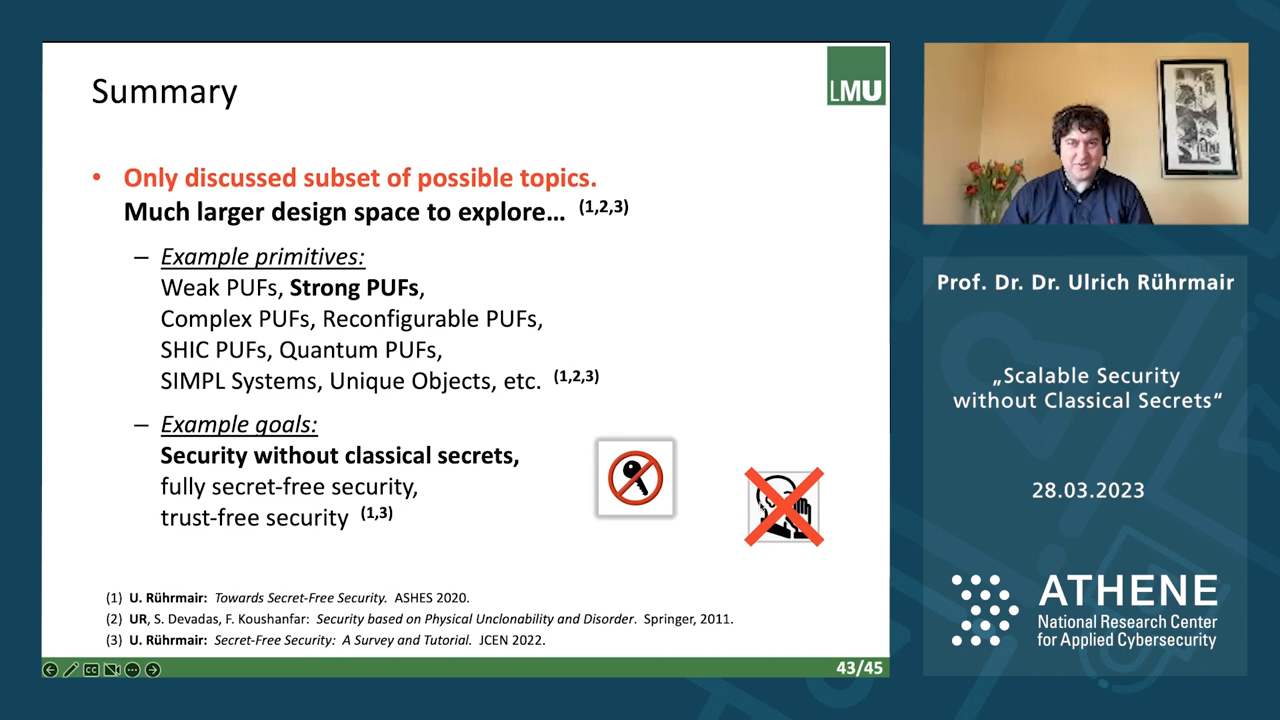 Summary
LMU
• Only discussed subset of possible topics.
Much larger design space to explore… (1,2,3)
– Example primitives:
Weak PUFs, Strong PUFs,
Complex PUFs, Reconfigurable PUFs,
SHIC PUFs, Quantum PUFs,
SIMPL Systems, Unique Objects, etc. (1,2,3)
– Example goals:
Security without classical secrets,
fully secret-free security,
trust-free security (1,3)
(1) U. Rührmair: Towards Secret-Free Security. ASHES 2020.
(2) UR, S. Devadas, F. Koushanfar: Security based on Physical Unclonability and Disorder. Springer, 2011.
(3) U. Rührmair: Secret-Free Security: A Survey and Tutorial. JCEN 2022.
CC
43/45
Prof. Dr. Dr. Ulrich Rührmair
„Scalable Security
without Classical Secrets“
28.03.2023
ATHENE
National Research Center
for Applied Cybersecurity